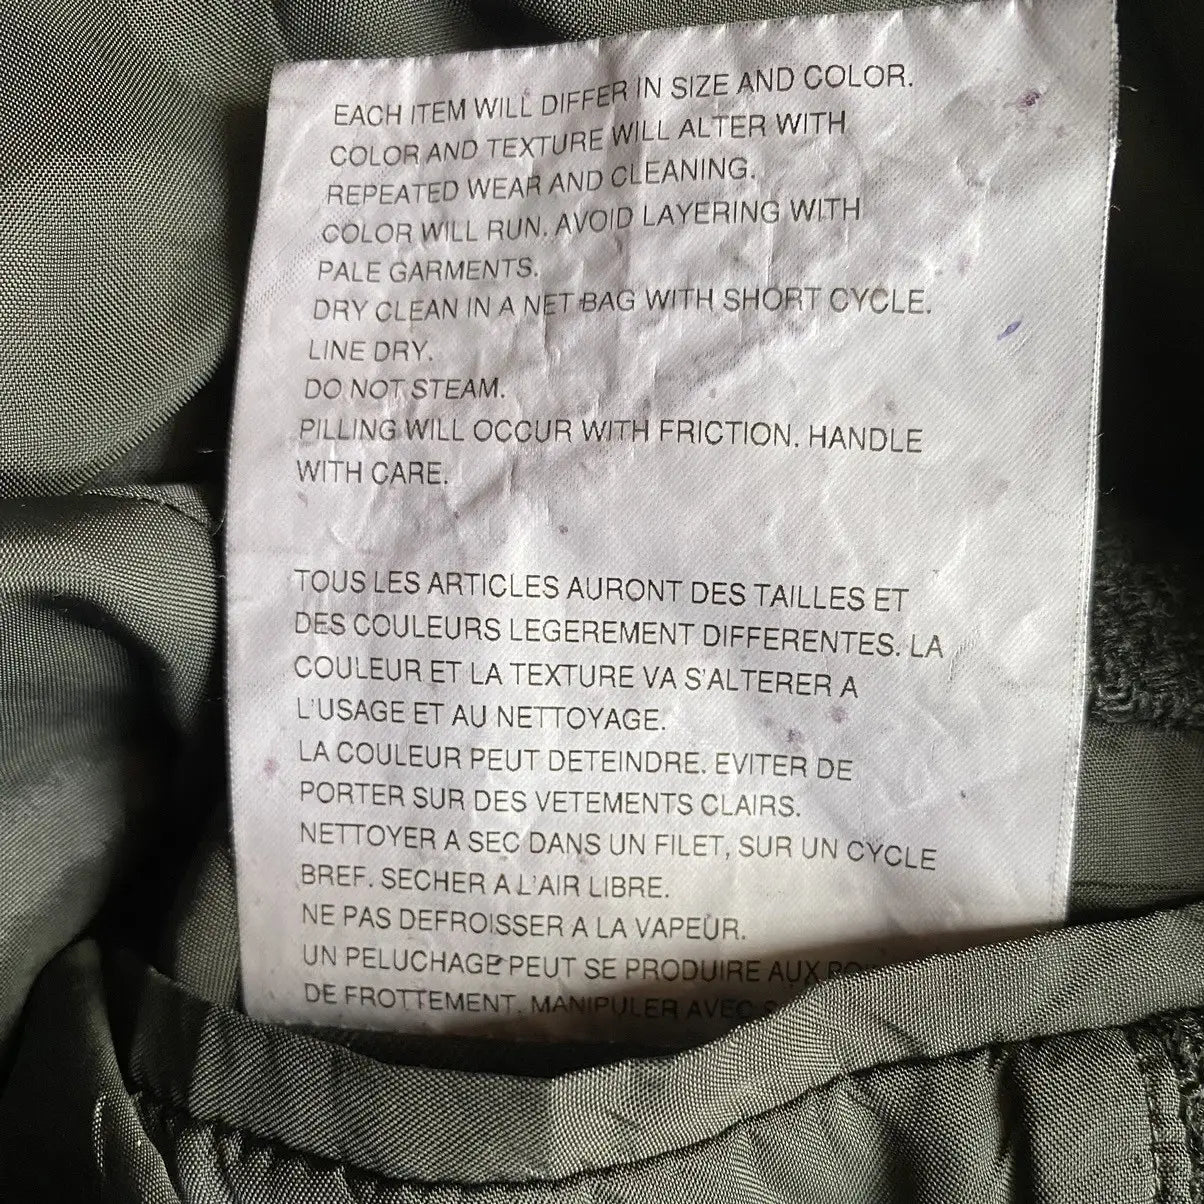 EACH ITEM WILL DIFFER IN SIZE AND COLOR.
COLOR AND TEXTURE WILL ALTER WITH
REPEATED WEAR AND CLEANING.
COLOR WILL RUN. AVOID LAYERING WITH
PALE GARMENTS.
DRY CLEAN IN A NET BAG WITH SHORT CYCLE.
LINE DRY.
DO NOT STEAM.
PILLING WILL OCCUR WITH FRICTION. HANDLE
WITH CARE.
TOUS LES ARTICLES AURONT DES TAILLES ET
DES COULEURS LEGEREMENT DIFFERENTES. LA
COULEUR ET LA TEXTURE VA S'ALTERER A
L'USAGE ET AU NETTOYAGE.
LA COULEUR PEUT DETEINDRE. EVITER DE
PORTER SUR DES VETEMENTS CLAIRS.
NETTOYER A SEC DANS UN FILET, SUR UN CYCLE
BREF. SECHER A L'AIR LIBRE.
NE PAS DEFROISSER A LA VAPEUR.
UN PELUCHAGE PEUT SE PRODUIRE AUX
DE FROTTEMENT. MANIPULER AVEC